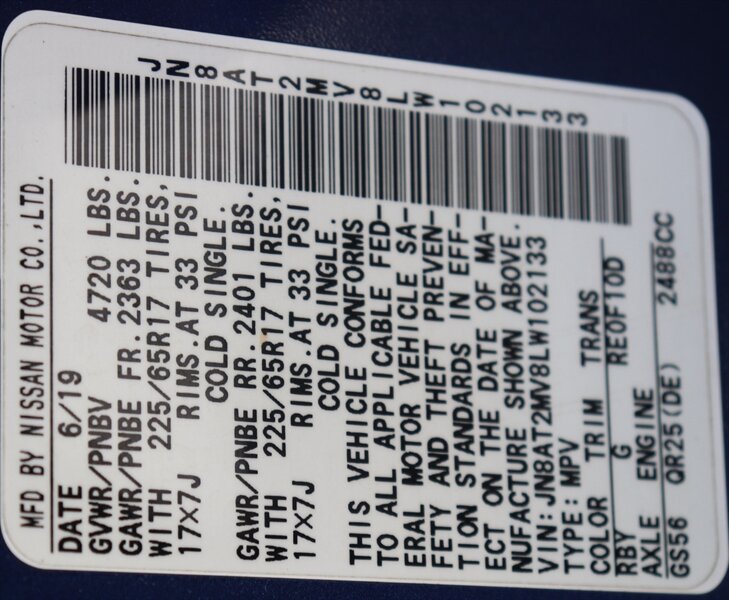 JN8AT2MV8LW102133
MFD BY NISSAN MOTOR CO.,LTD.
DATE 6/19
GVWR/PNBV 4720 LBS.
GAWR/PNBE FR. 2363 LBS.
WITH 225/65R17 TIRES,
17×7J RIMS.AT 33 PSI
COLD SINGLE.
GAWR/PNBE RR. 2401 LBS.
WITH 225/65R17 TIRES,
17×7J RIMS.AT 33 PSI
COLD SINGLE.
THIS VEHICLE CONFORMS
TO ALL APPLICABLE FED-
ERAL MOTOR VEHICLE SA-
FETY AND THEFT PREVEN-
TION STANDARDS IN EFF-
ECT ON THE DATE OF MA-
NUFACTURE SHOWN ABOVE.
VIN:JN8AT2MV8LW102133
TYPE:MPV
COLOR TRIM TRANS
RBY G RE0F10D
AXLE ENGINE
GS56 QR25(DE) 2488CC